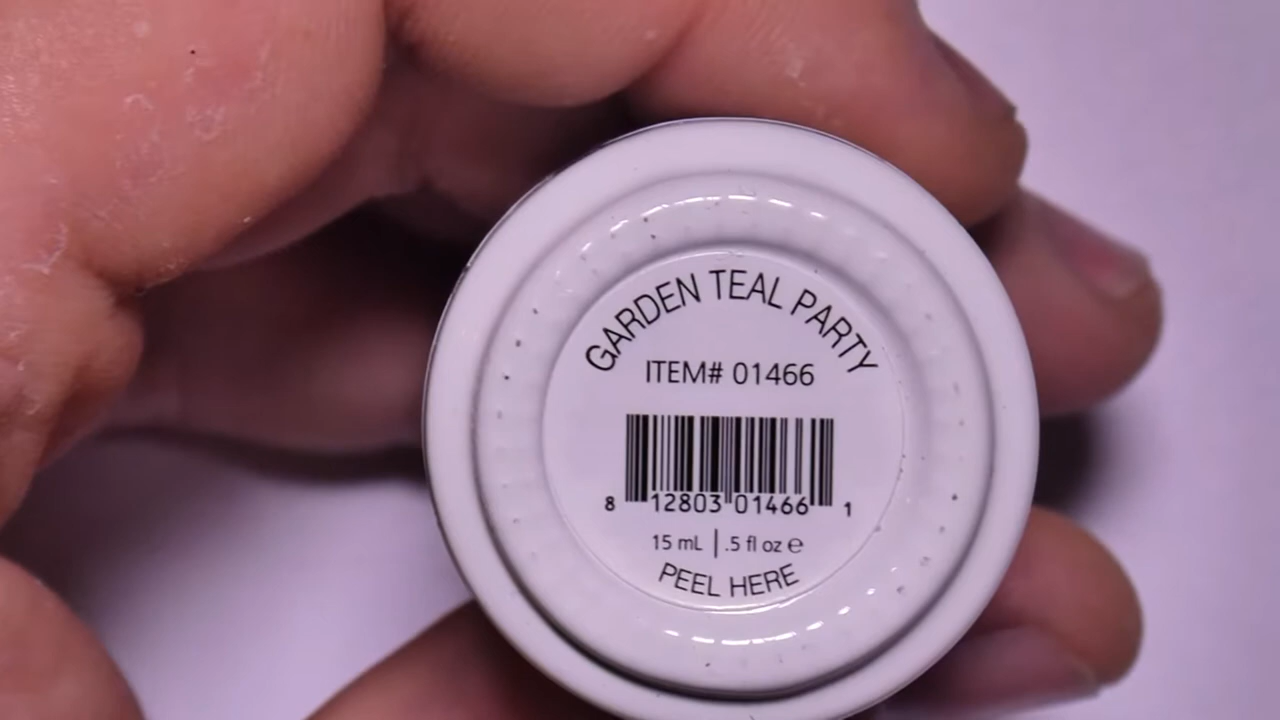 GARDEN TEAL PARTY
ITEM# 01466
8 12803 01466 1
15 mL | .5 fl oz ℮
PEEL HERE